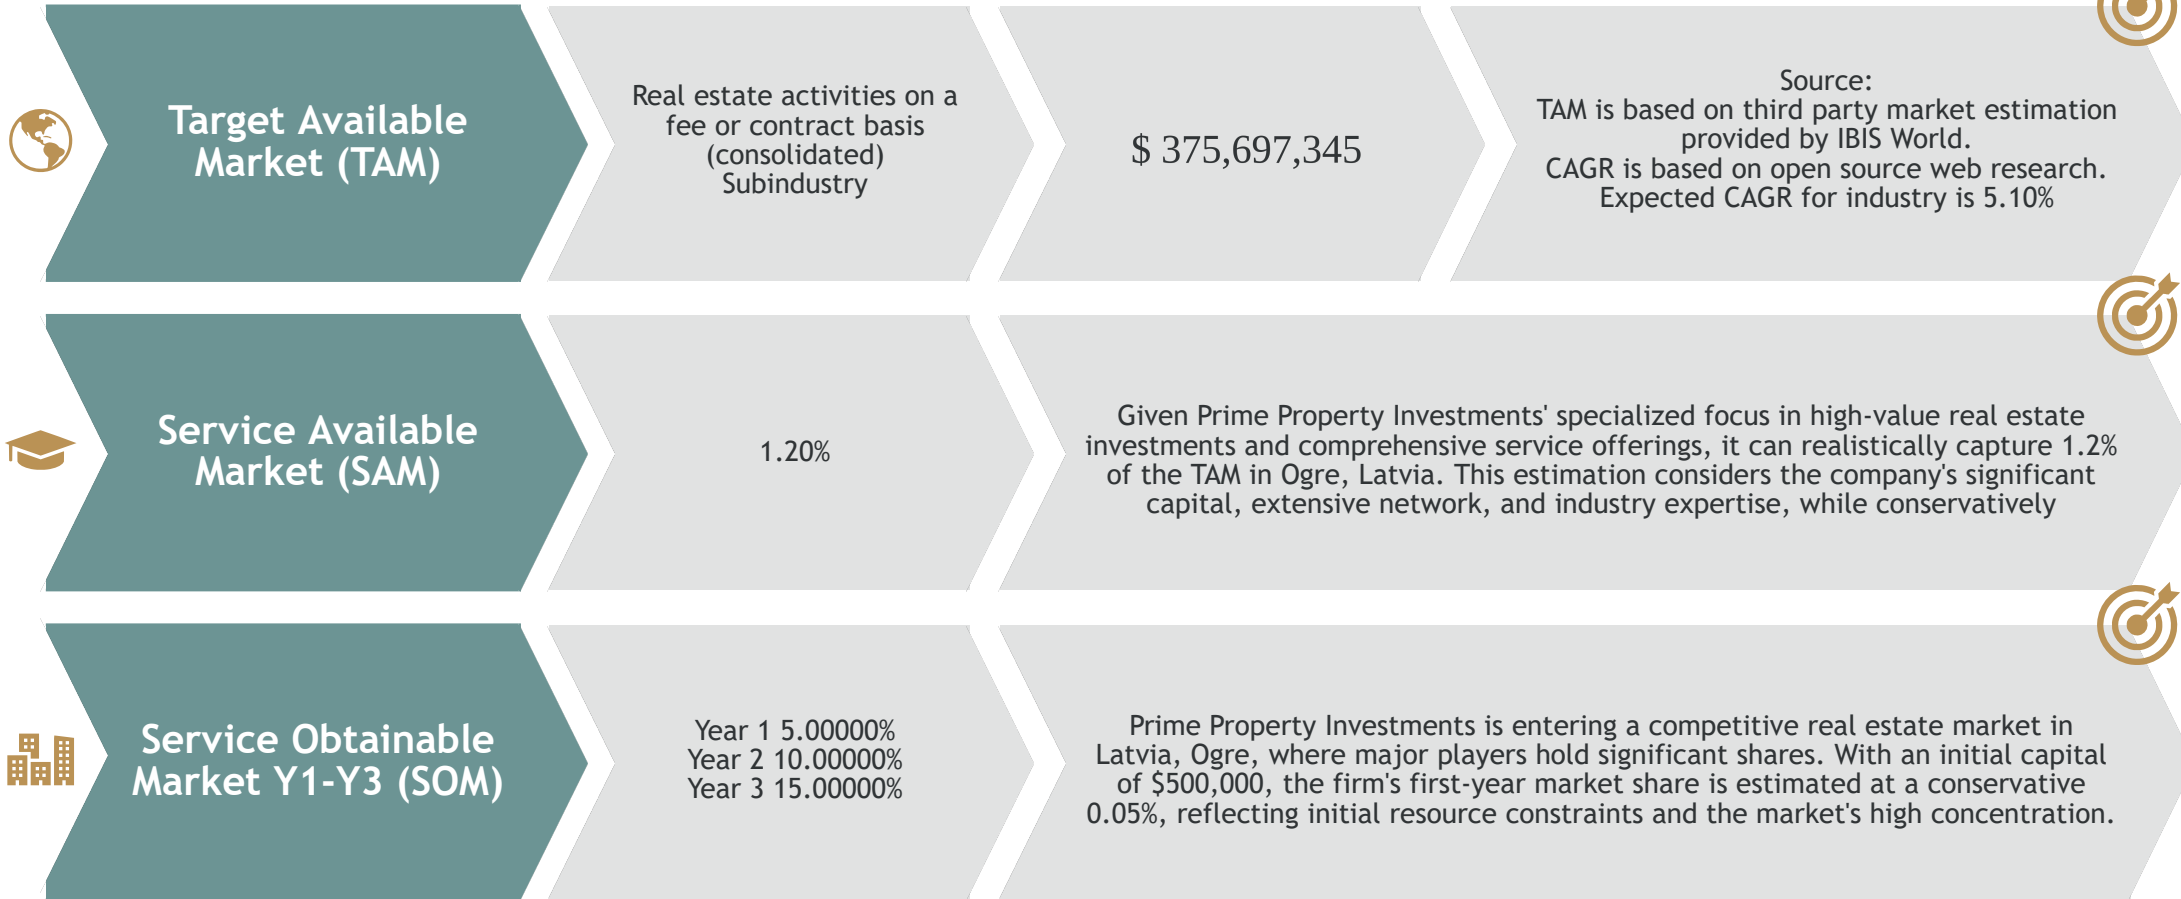 Target Available
Market (TAM)
Real estate activities on a
fee or contract basis
(consolidated)
Subindustry
$ 375,697,345
Source:
TAM is based on third party market estimation
provided by IBIS World.
CAGR is based on open source web research.
Expected CAGR for industry is 5.10%
Service Available
Market (SAM)
1.20%
Given Prime Property Investments' specialized focus in high-value real estate
investments and comprehensive service offerings, it can realistically capture 1.2%
of the TAM in Ogre, Latvia. This estimation considers the company's significant
capital, extensive network, and industry expertise, while conservatively
Service Obtainable
Market Y1-Y3 (SOM)
Year 1 5.00000%
Year 2 10.00000%
Year 3 15.00000%
Prime Property Investments is entering a competitive real estate market in
Latvia, Ogre, where major players hold significant shares. With an initial capital
of $500,000, the firm's first-year market share is estimated at a conservative
0.05%, reflecting initial resource constraints and the market's high concentration.